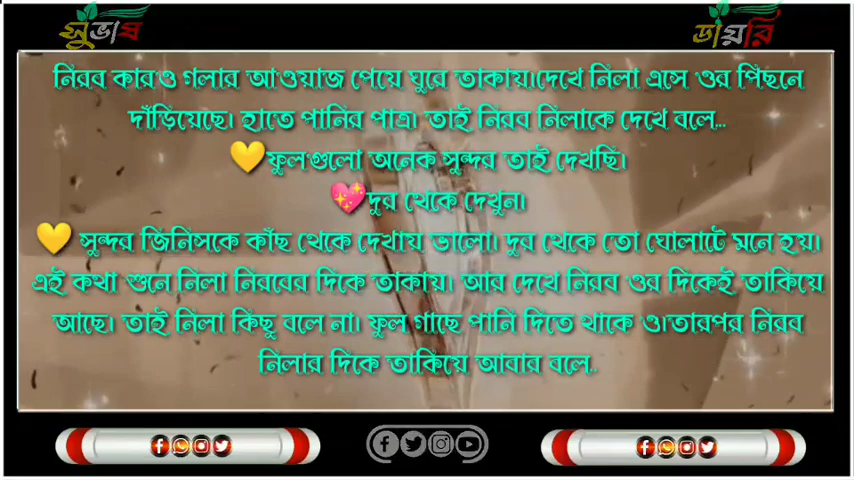 সুভাষ
ডায়রি
নিরব কারও গলার আওয়াজ পেয়ে ঘুরে তাকায়।দেখে নিলা এসে ওর পিছনে
দাঁড়িয়েছে। হাতে পানির পাত্র। তাই নিরব নিলাকে দেখে বলে...
💛ফুলগুলো অনেক সুন্দর তাই দেখছি।
💖দুর থেকে দেখুন।
💛 সুন্দর জিনিসকে কাঁছ থেকে দেখায় ভালো। দুর থেকে তো ঘোলাটে মনে হয়।
এই কথা শুনে নিলা নিরবের দিকে তাকায়। আর দেখে নিরব ওর দিকেই তাকিয়ে
আছে। তাই নিলা কিছু বলে না। ফুল গাছে পানি দিতে থাকে ও।তারপর নিরব
নিলার দিকে তাকিয়ে আবার বলে..